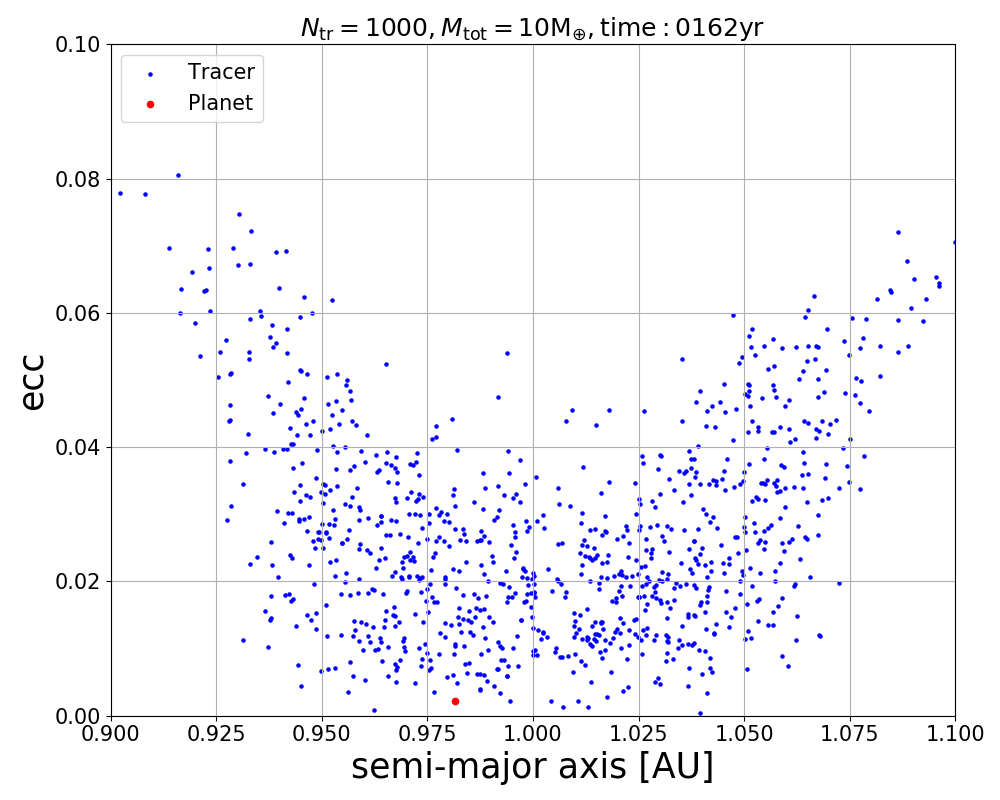 N_tr = 1000, M_tot = 10M_⊕, time : 0162yr
Tracer
Planet
0.10
0.08
0.06
0.04
0.02
0.00
ecc
0.900 0.925 0.950 0.975 1.000 1.025 1.050 1.075 1.100
semi-major axis [AU]